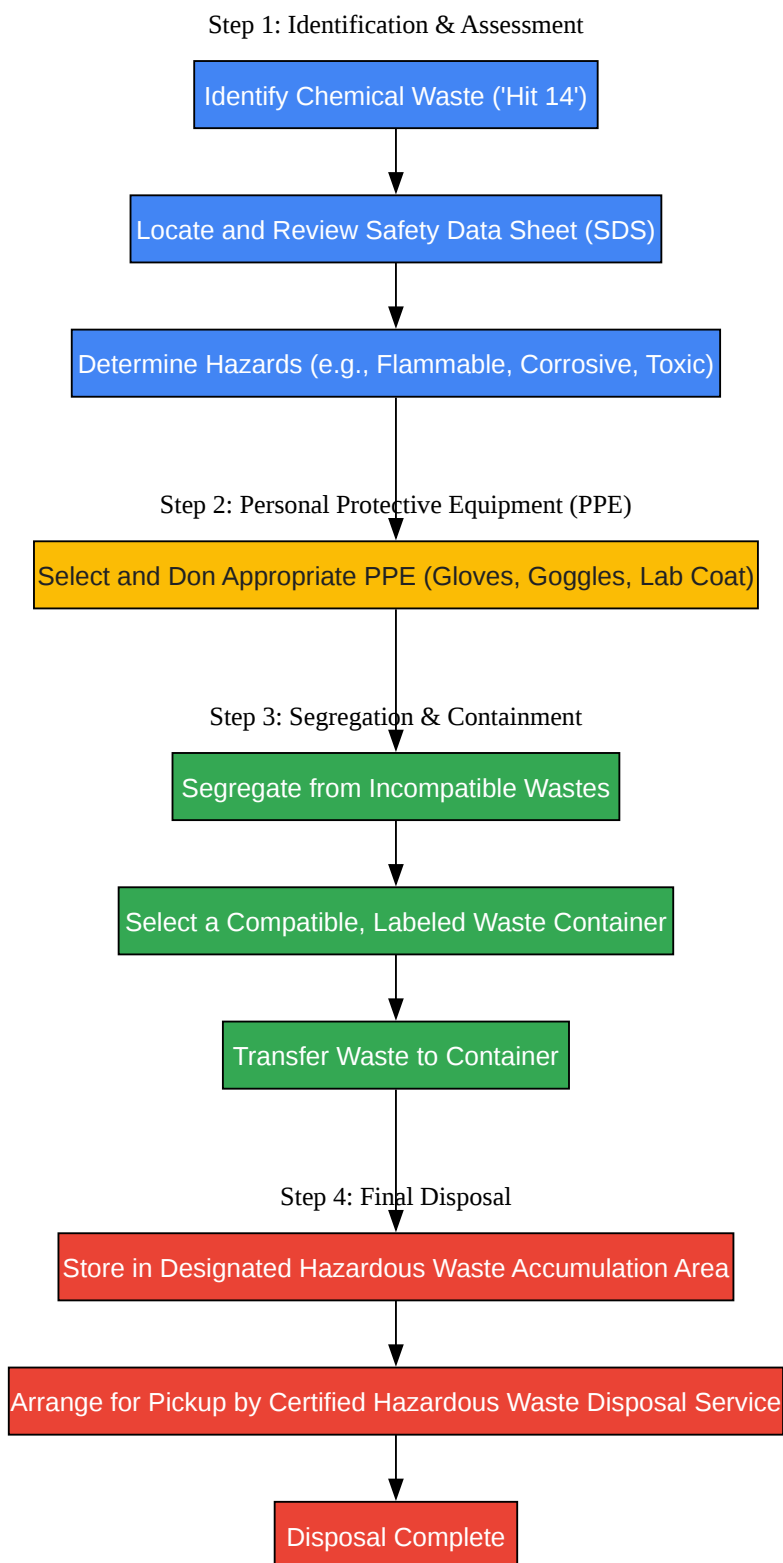 Step 1: Identification & Assessment
Identify Chemical Waste ('Hit 14')
Locate and Review Safety Data Sheet (SDS)
Determine Hazards (e.g., Flammable, Corrosive, Toxic)
Step 2: Personal Protective Equipment (PPE)
Select and Don Appropriate PPE (Gloves, Goggles, Lab Coat)
Step 3: Segregation & Containment
Segregate from Incompatible Wastes
Select a Compatible, Labeled Waste Container
Transfer Waste to Container
Step 4: Final Disposal
Store in Designated Hazardous Waste Accumulation Area
Arrange for Pickup by Certified Hazardous Waste Disposal Service
Disposal Complete